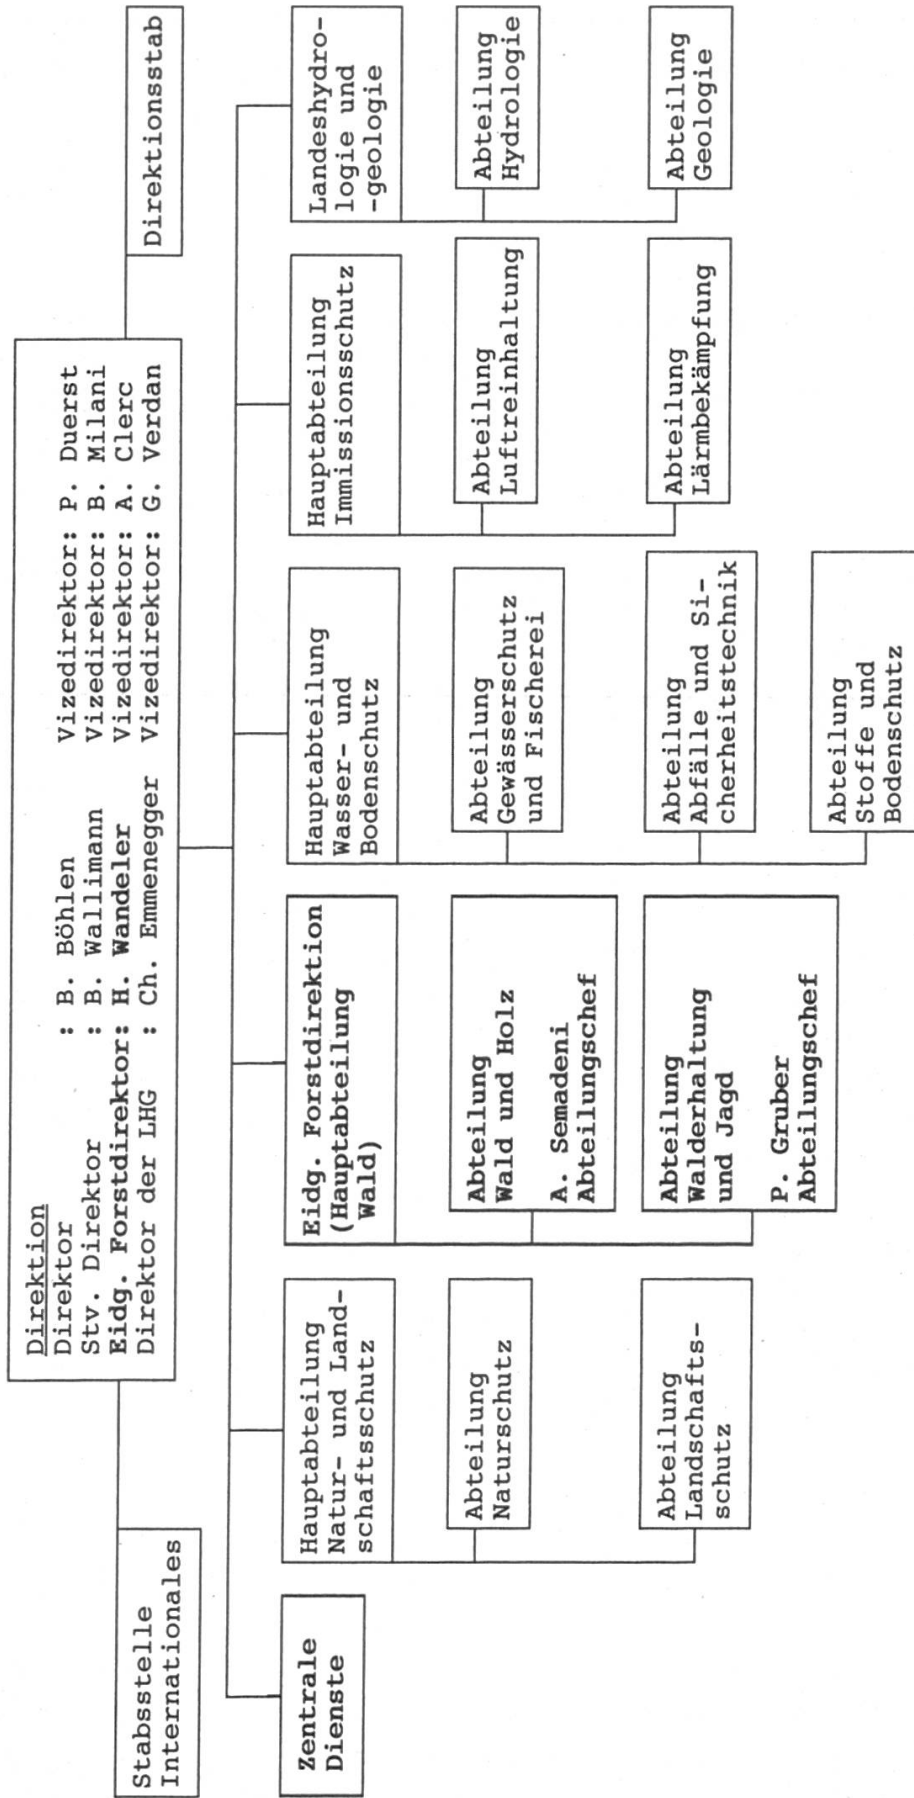 Direktion
Direktor : B. Böhlen Vizedirektor: P. Duerst
Stv. Direktor : B. Wallimann Vizedirektor: B. Milani
Eidg. Forstdirektor: H. Wandeler Vizedirektor: A. Clerc
Direktor der LHG : Ch. Emmenegger Vizedirektor: G. Verdan
Stabsstelle
Internationales
Direktionsstab
Zentrale
Dienste
Hauptabteilung
Natur- und Land-
schaftsschutz
Abteilung
Naturschutz
Abteilung
Landschafts-
schutz
Eidg. Forstdirektion
(Hauptabteilung
Wald)
Abteilung
Wald und Holz
A. Semadeni
Abteilungschef
Abteilung
Walderhaltung
und Jagd
P. Gruber
Abteilungschef
Hauptabteilung
Wasser- und
Bodenschutz
Abteilung
Gewässerschutz
und Fischerei
Abteilung
Abfälle und Si-
cherheitstechnik
Abteilung
Stoffe und
Bodenschutz
Hauptabteilung
Immissionsschutz
Abteilung
Luftreinhaltung
Abteilung
Lärmbekämpfung
Landeshydro-
logie und
-geologie
Abteilung
Hydrologie
Abteilung
Geologie